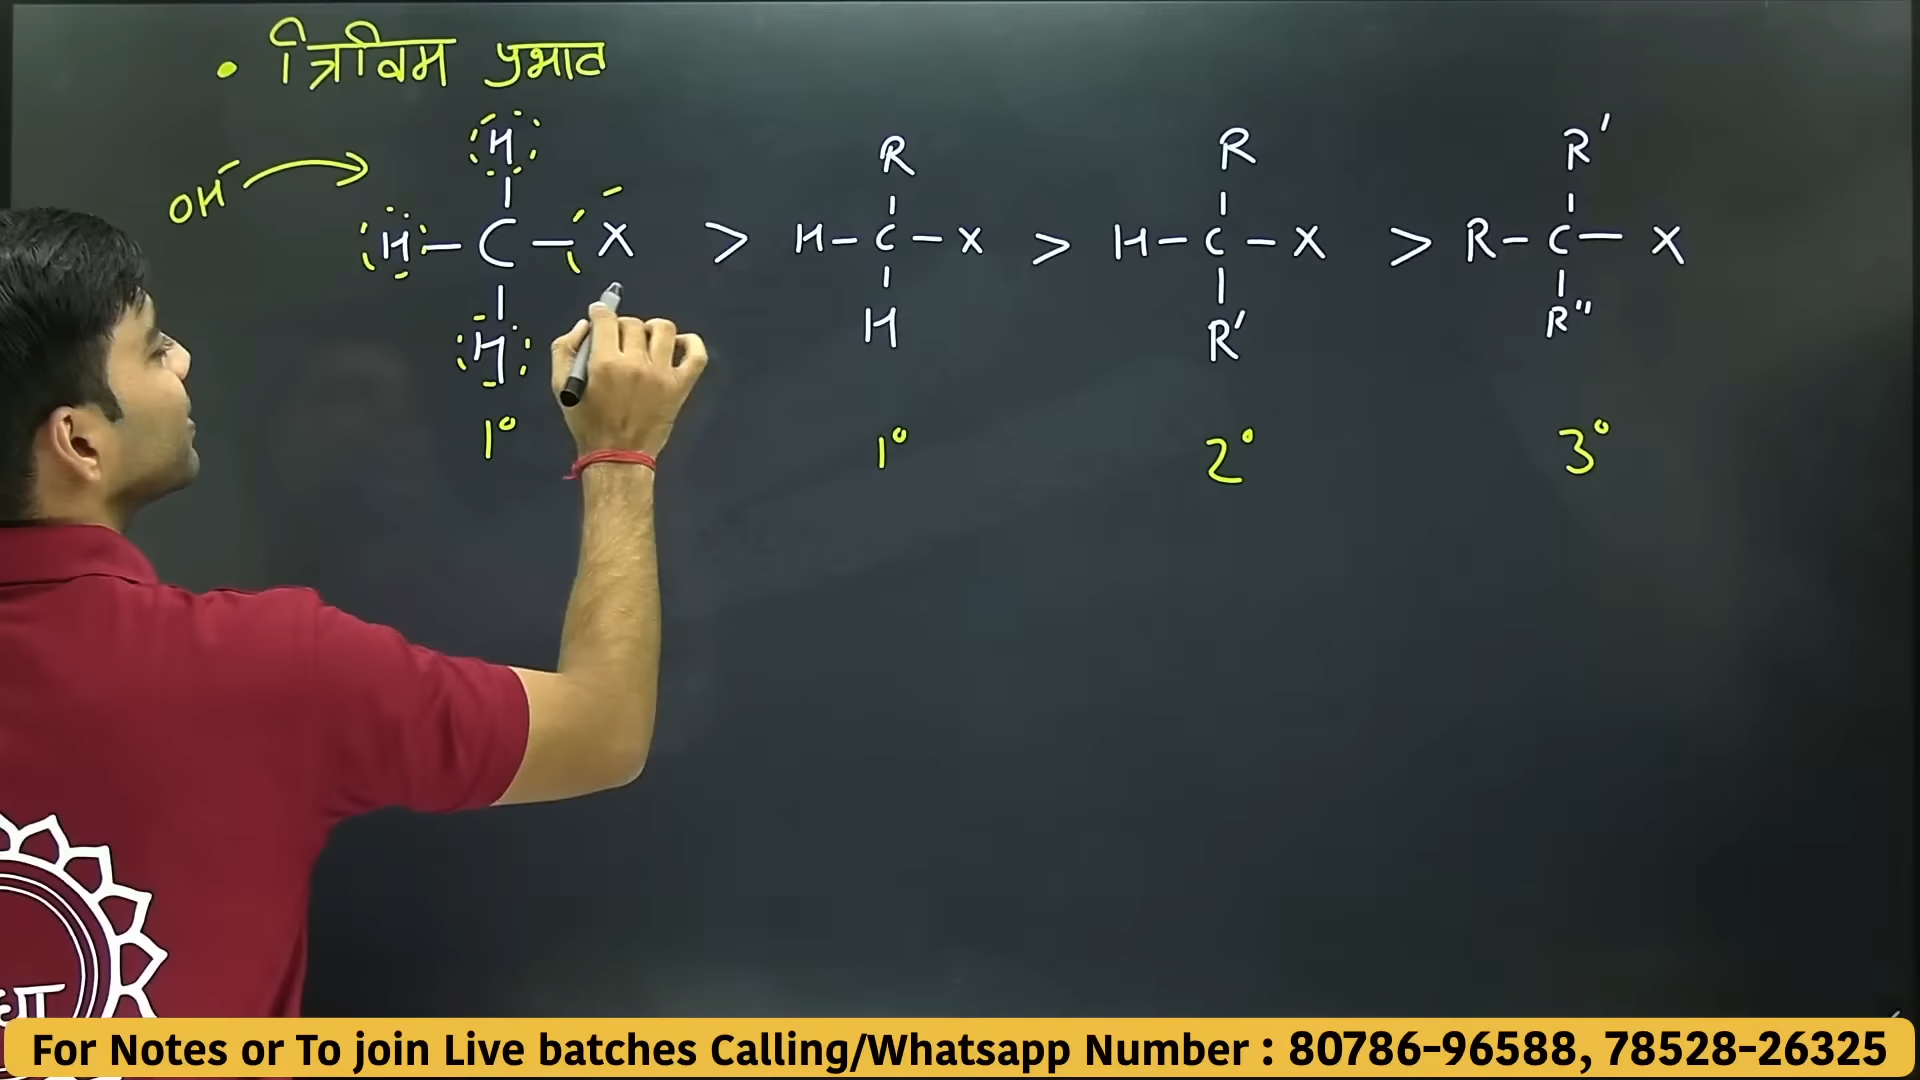 • त्रिविम प्रभाव
H R R R'
OH⁻
H – C – X > H – C – X > H – C – X > R – C – X
H H R' R"
1° 1° 2° 3°
For Notes or To join Live batches Calling/Whatsapp Number : 80786-96588, 78528-26325